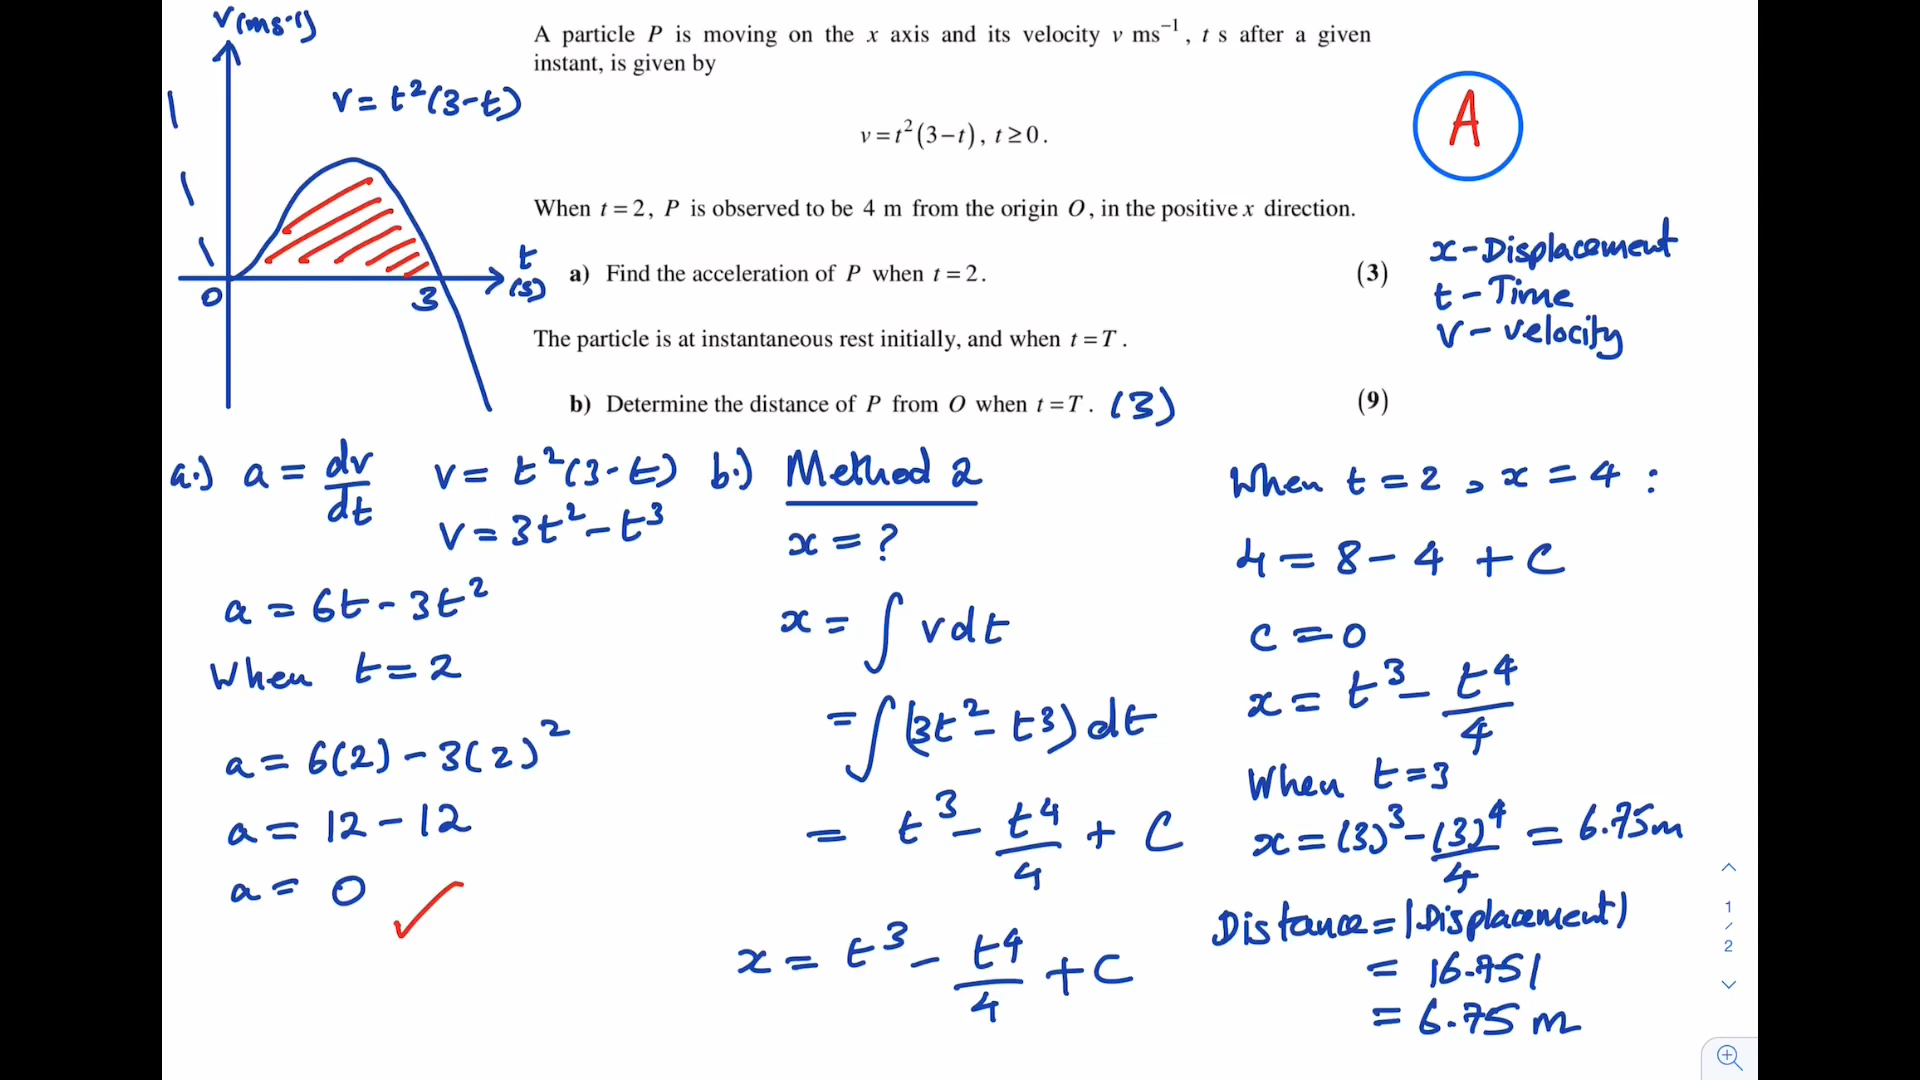 v(ms⁻¹)
v = t²(3-t)
0
3
t
(s)
A particle P is moving on the x axis and its velocity v ms⁻¹, t s after a given
instant, is given by
v = t²(3−t), t ≥ 0.
A
When t = 2, P is observed to be 4 m from the origin O, in the positive x direction.
a) Find the acceleration of P when t = 2. (3)
The particle is at instantaneous rest initially, and when t = T.
b) Determine the distance of P from O when t = T. (3) (9)
x - Displacement
t - Time
v - velocity
a.) a = dv/dt
v = t²(3-t)
v = 3t² - t³
a = 6t - 3t²
When t = 2
a = 6(2) - 3(2)²
a = 12 - 12
a = 0 ✓
b.) Method 2
x = ?
x = ∫ v dt
= ∫(3t² - t³) dt
= t³ - t⁴/4 + C
x = t³ - t⁴/4 + C
When t = 2, x = 4 :
4 = 8 - 4 + C
C = 0
x = t³ - t⁴/4
When t = 3
x = (3)³ - (3)⁴/4 = 6.75m
Distance = |Displacement|
= |6.75|
= 6.75 m
1
/
2